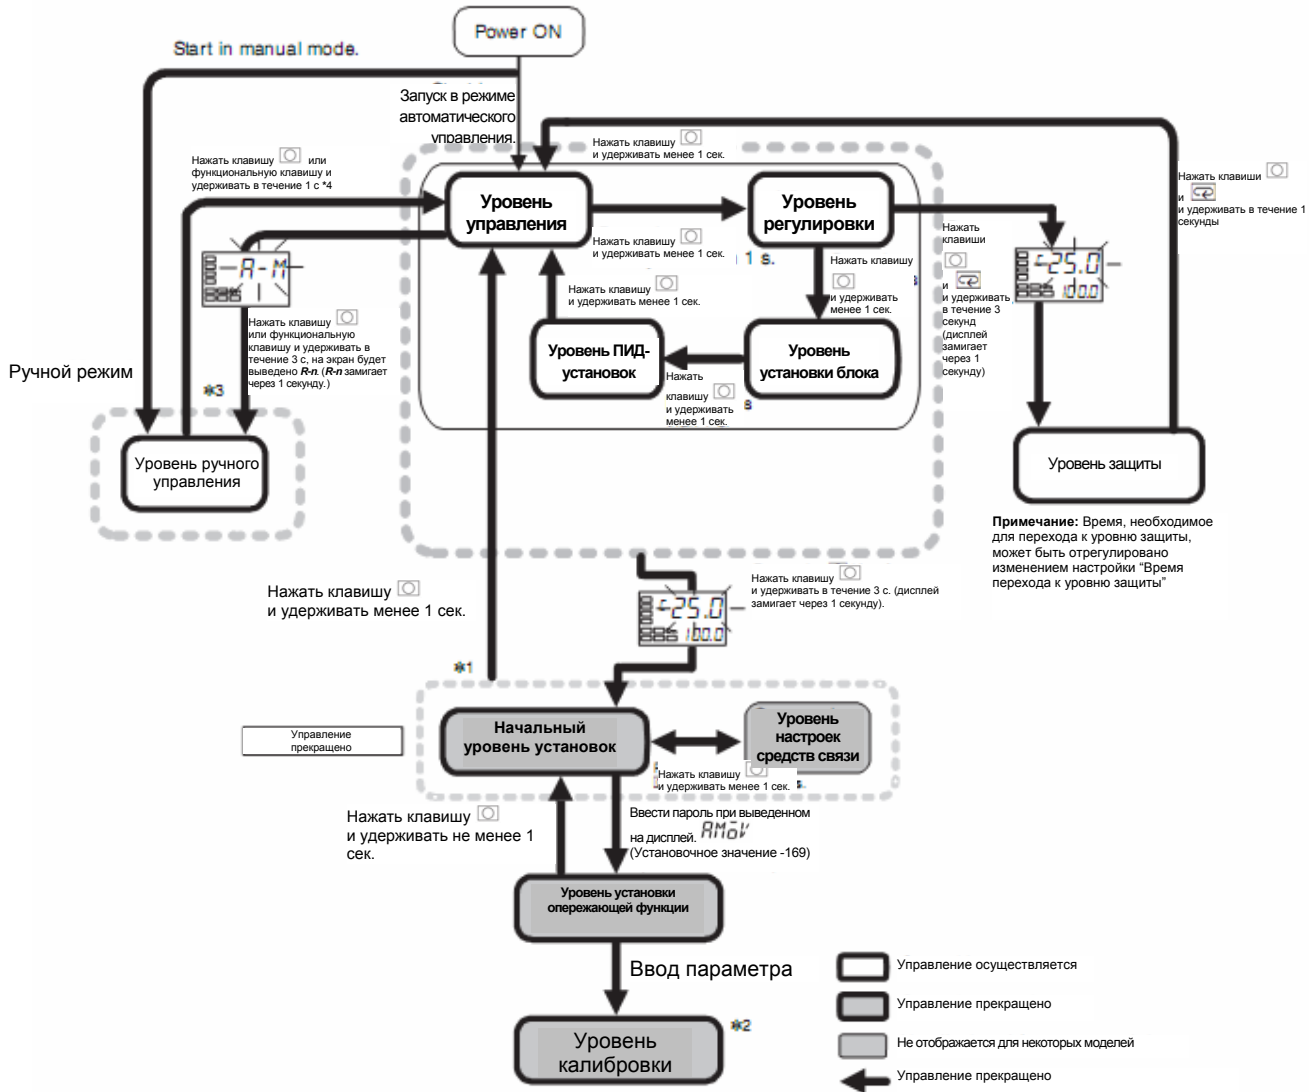 Power ON
Start in manual mode.
Запуск в режиме
автоматического
управления.
Нажать клавишу
и удерживать менее 1 сек.
Нажать клавишу или
функциональную клавишу и
удерживать в течение 1 с *4
Нажать клавиши
и
и удерживать в течение 1
секунды
Уровень
управления
Уровень
регулировки
Нажать клавишу
и удерживать менее 1 сек.
1 s.
Нажать
клавиши
и
и удерживать
в течение 3
секунд
(дисплей
замигает
через 1
секунду)
-25.0
100.0
A-M
Нажать клавишу
и удерживать
менее 1 сек.
Нажать клавишу
и удерживать менее 1 сек.
Нажать клавишу
или функциональную
клавишу и удерживать в
течение 3 с, на экран будет
выведено R-n. (R-n замигает
через 1 секунду.)
Ручной режим
*3
Уровень ПИД-
установок
Уровень
установки блока
Нажать
клавишу
и удерживать
менее 1 сек.
s
Уровень ручного
управления
Уровень защиты
Примечание: Время, необходимое
для перехода к уровню защиты,
может быть отрегулировано
изменением настройки “Время
перехода к уровню защиты”
Нажать клавишу
и удерживать менее 1 сек.
Нажать клавишу
и удерживать в течение 3 с. (дисплей
замигает через 1 секунду).
-25.0
100.0
*1
Управление
прекращено
Начальный
уровень установок
Уровень
настроек
средств связи
Нажать клавишу
и удерживать менее 1 сек.
s.
Нажать клавишу
и удерживать не менее 1
сек.
Ввести пароль при выведенном
на дисплей. AMoV
(Установочное значение -169)
Уровень установки
опережающей функции
Ввод параметра
*2
Уровень
калибровки
Управление осуществляется
Управление прекращено
Не отображается для некоторых моделей
Управление прекращено